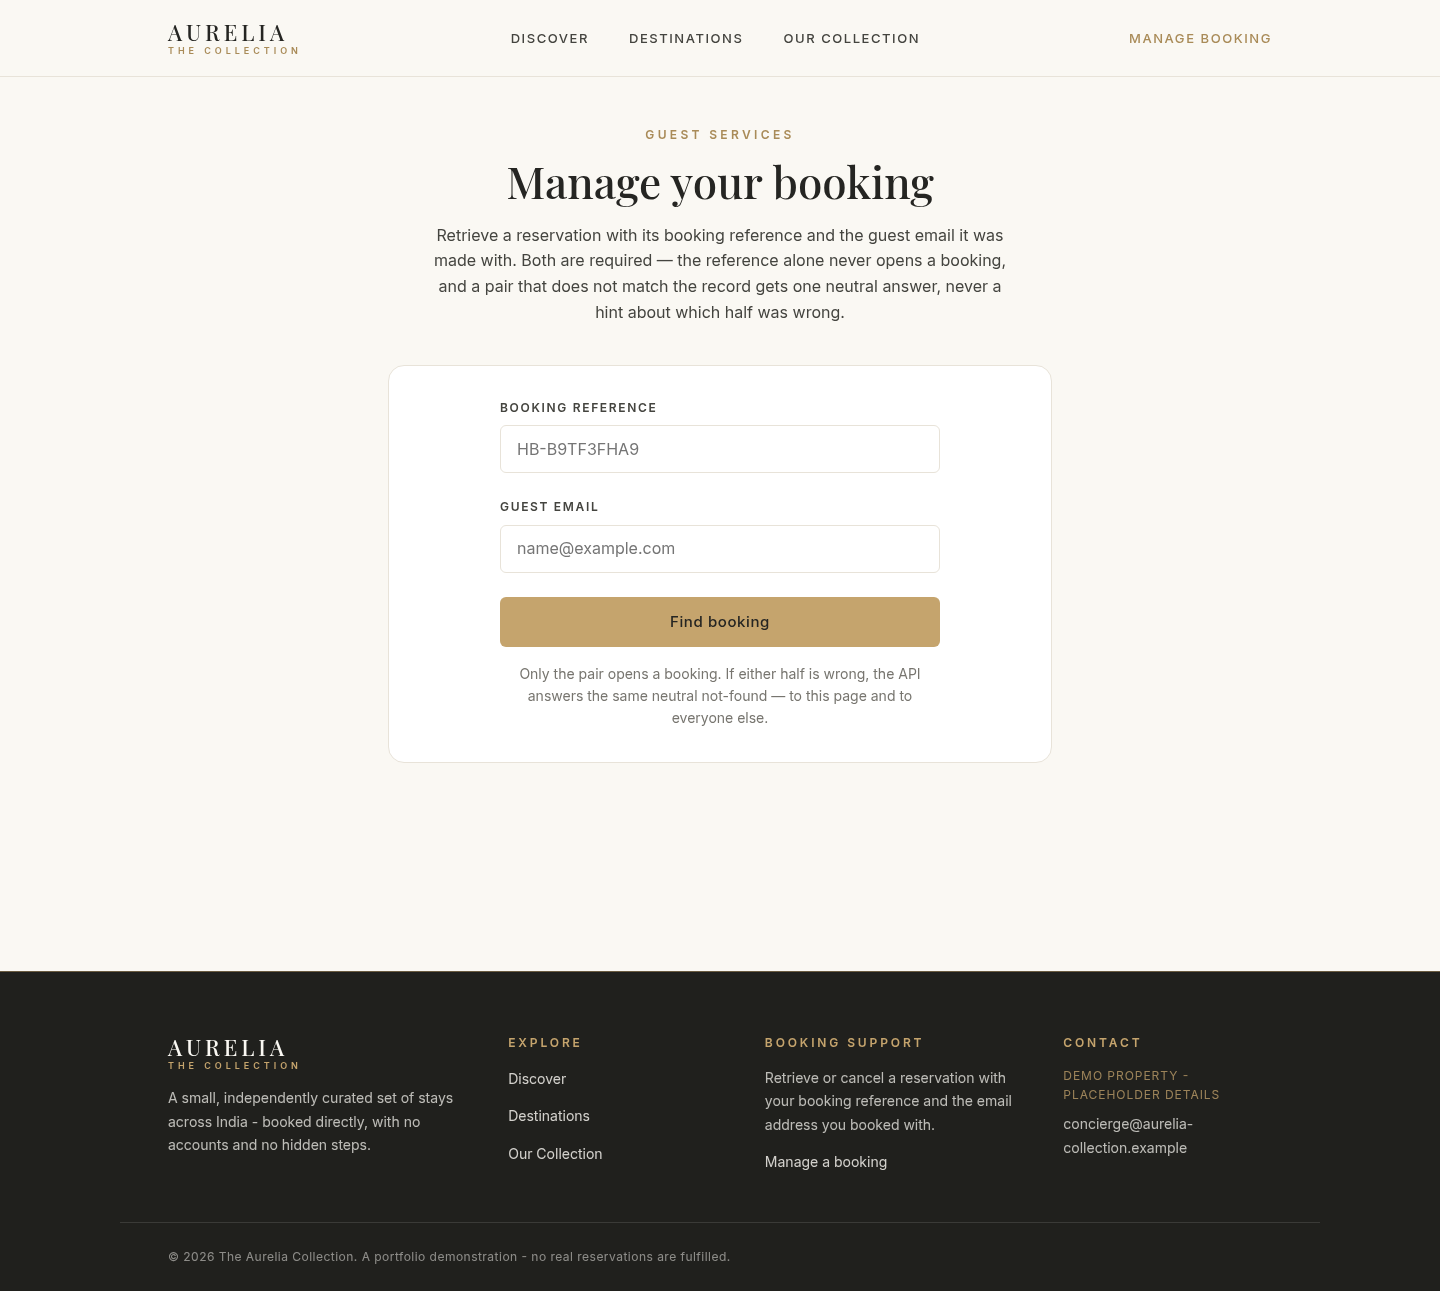 AURELIA
THE COLLECTION
DISCOVER
DESTINATIONS
OUR COLLECTION
MANAGE BOOKING
GUEST SERVICES
Manage your booking
Retrieve a reservation with its booking reference and the guest email it was
made with. Both are required — the reference alone never opens a booking,
and a pair that does not match the record gets one neutral answer, never a
hint about which half was wrong.
BOOKING REFERENCE
HB-B9TF3FHA9
GUEST EMAIL
name@example.com
Find booking
Only the pair opens a booking. If either half is wrong, the API
answers the same neutral not-found — to this page and to
everyone else.
AURELIA
THE COLLECTION
A small, independently curated set of stays
across India - booked directly, with no
accounts and no hidden steps.
EXPLORE
Discover
Destinations
Our Collection
BOOKING SUPPORT
Retrieve or cancel a reservation with
your booking reference and the email
address you booked with.
Manage a booking
CONTACT
DEMO PROPERTY -
PLACEHOLDER DETAILS
concierge@aurelia-
collection.example
© 2026 The Aurelia Collection. A portfolio demonstration - no real reservations are fulfilled.